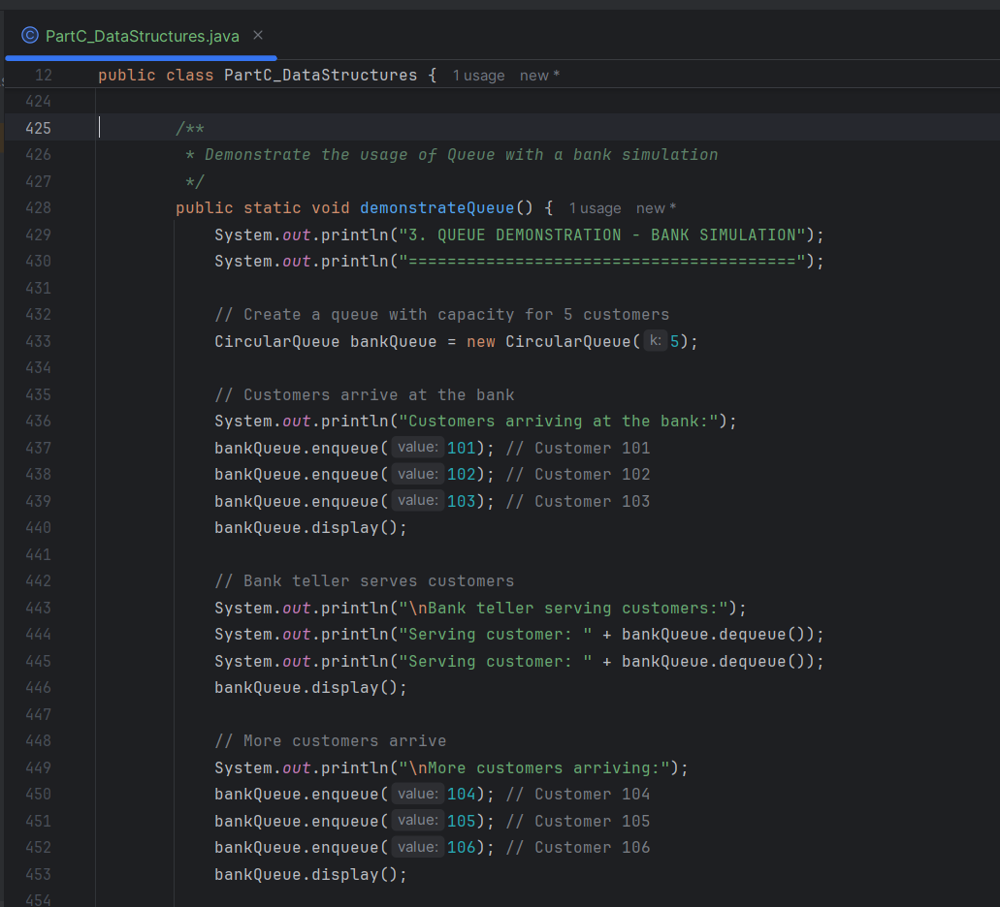 PartC_DataStructures.java ×
12 public class PartC_DataStructures { 1 usage new *
424
425 /**
426 * Demonstrate the usage of Queue with a bank simulation
427 */
428 public static void demonstrateQueue() { 1 usage new *
429 System.out.println("3. QUEUE DEMONSTRATION - BANK SIMULATION");
430 System.out.println("========================================");
431
432 // Create a queue with capacity for 5 customers
433 CircularQueue bankQueue = new CircularQueue( k: 5);
434
435 // Customers arrive at the bank
436 System.out.println("Customers arriving at the bank:");
437 bankQueue.enqueue( value: 101); // Customer 101
438 bankQueue.enqueue( value: 102); // Customer 102
439 bankQueue.enqueue( value: 103); // Customer 103
440 bankQueue.display();
441
442 // Bank teller serves customers
443 System.out.println("\nBank teller serving customers:");
444 System.out.println("Serving customer: " + bankQueue.dequeue());
445 System.out.println("Serving customer: " + bankQueue.dequeue());
446 bankQueue.display();
447
448 // More customers arrive
449 System.out.println("\nMore customers arriving:");
450 bankQueue.enqueue( value: 104); // Customer 104
451 bankQueue.enqueue( value: 105); // Customer 105
452 bankQueue.enqueue( value: 106); // Customer 106
453 bankQueue.display();
454